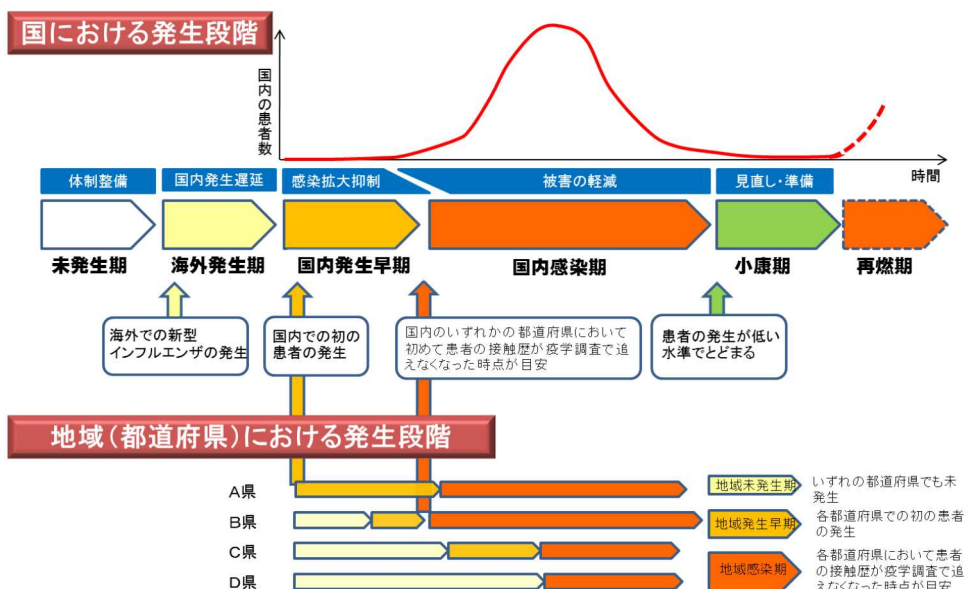 国における発生段階
国内の患者数
時間
体制整備
国内発生遅延
感染拡大抑制
被害の軽減
見直し・準備
未発生期
海外発生期
国内発生早期
国内感染期
小康期
再燃期
海外での新型
インフルエンザの発生
国内での初の
患者の発生
国内のいずれかの都道府県において
初めて患者の接触歴が疫学調査で追
えなくなった時点が目安
患者の発生が低い
水準でとどまる
地域(都道府県)における発生段階
A県
B県
C県
D県
地域未発生期
いずれの都道府県でも未
発生
地域発生早期
各都道府県での初の患者
の発生
地域感染期
各都道府県において患者
の接触歴が疫学調査で追
えなくなった時点が目安